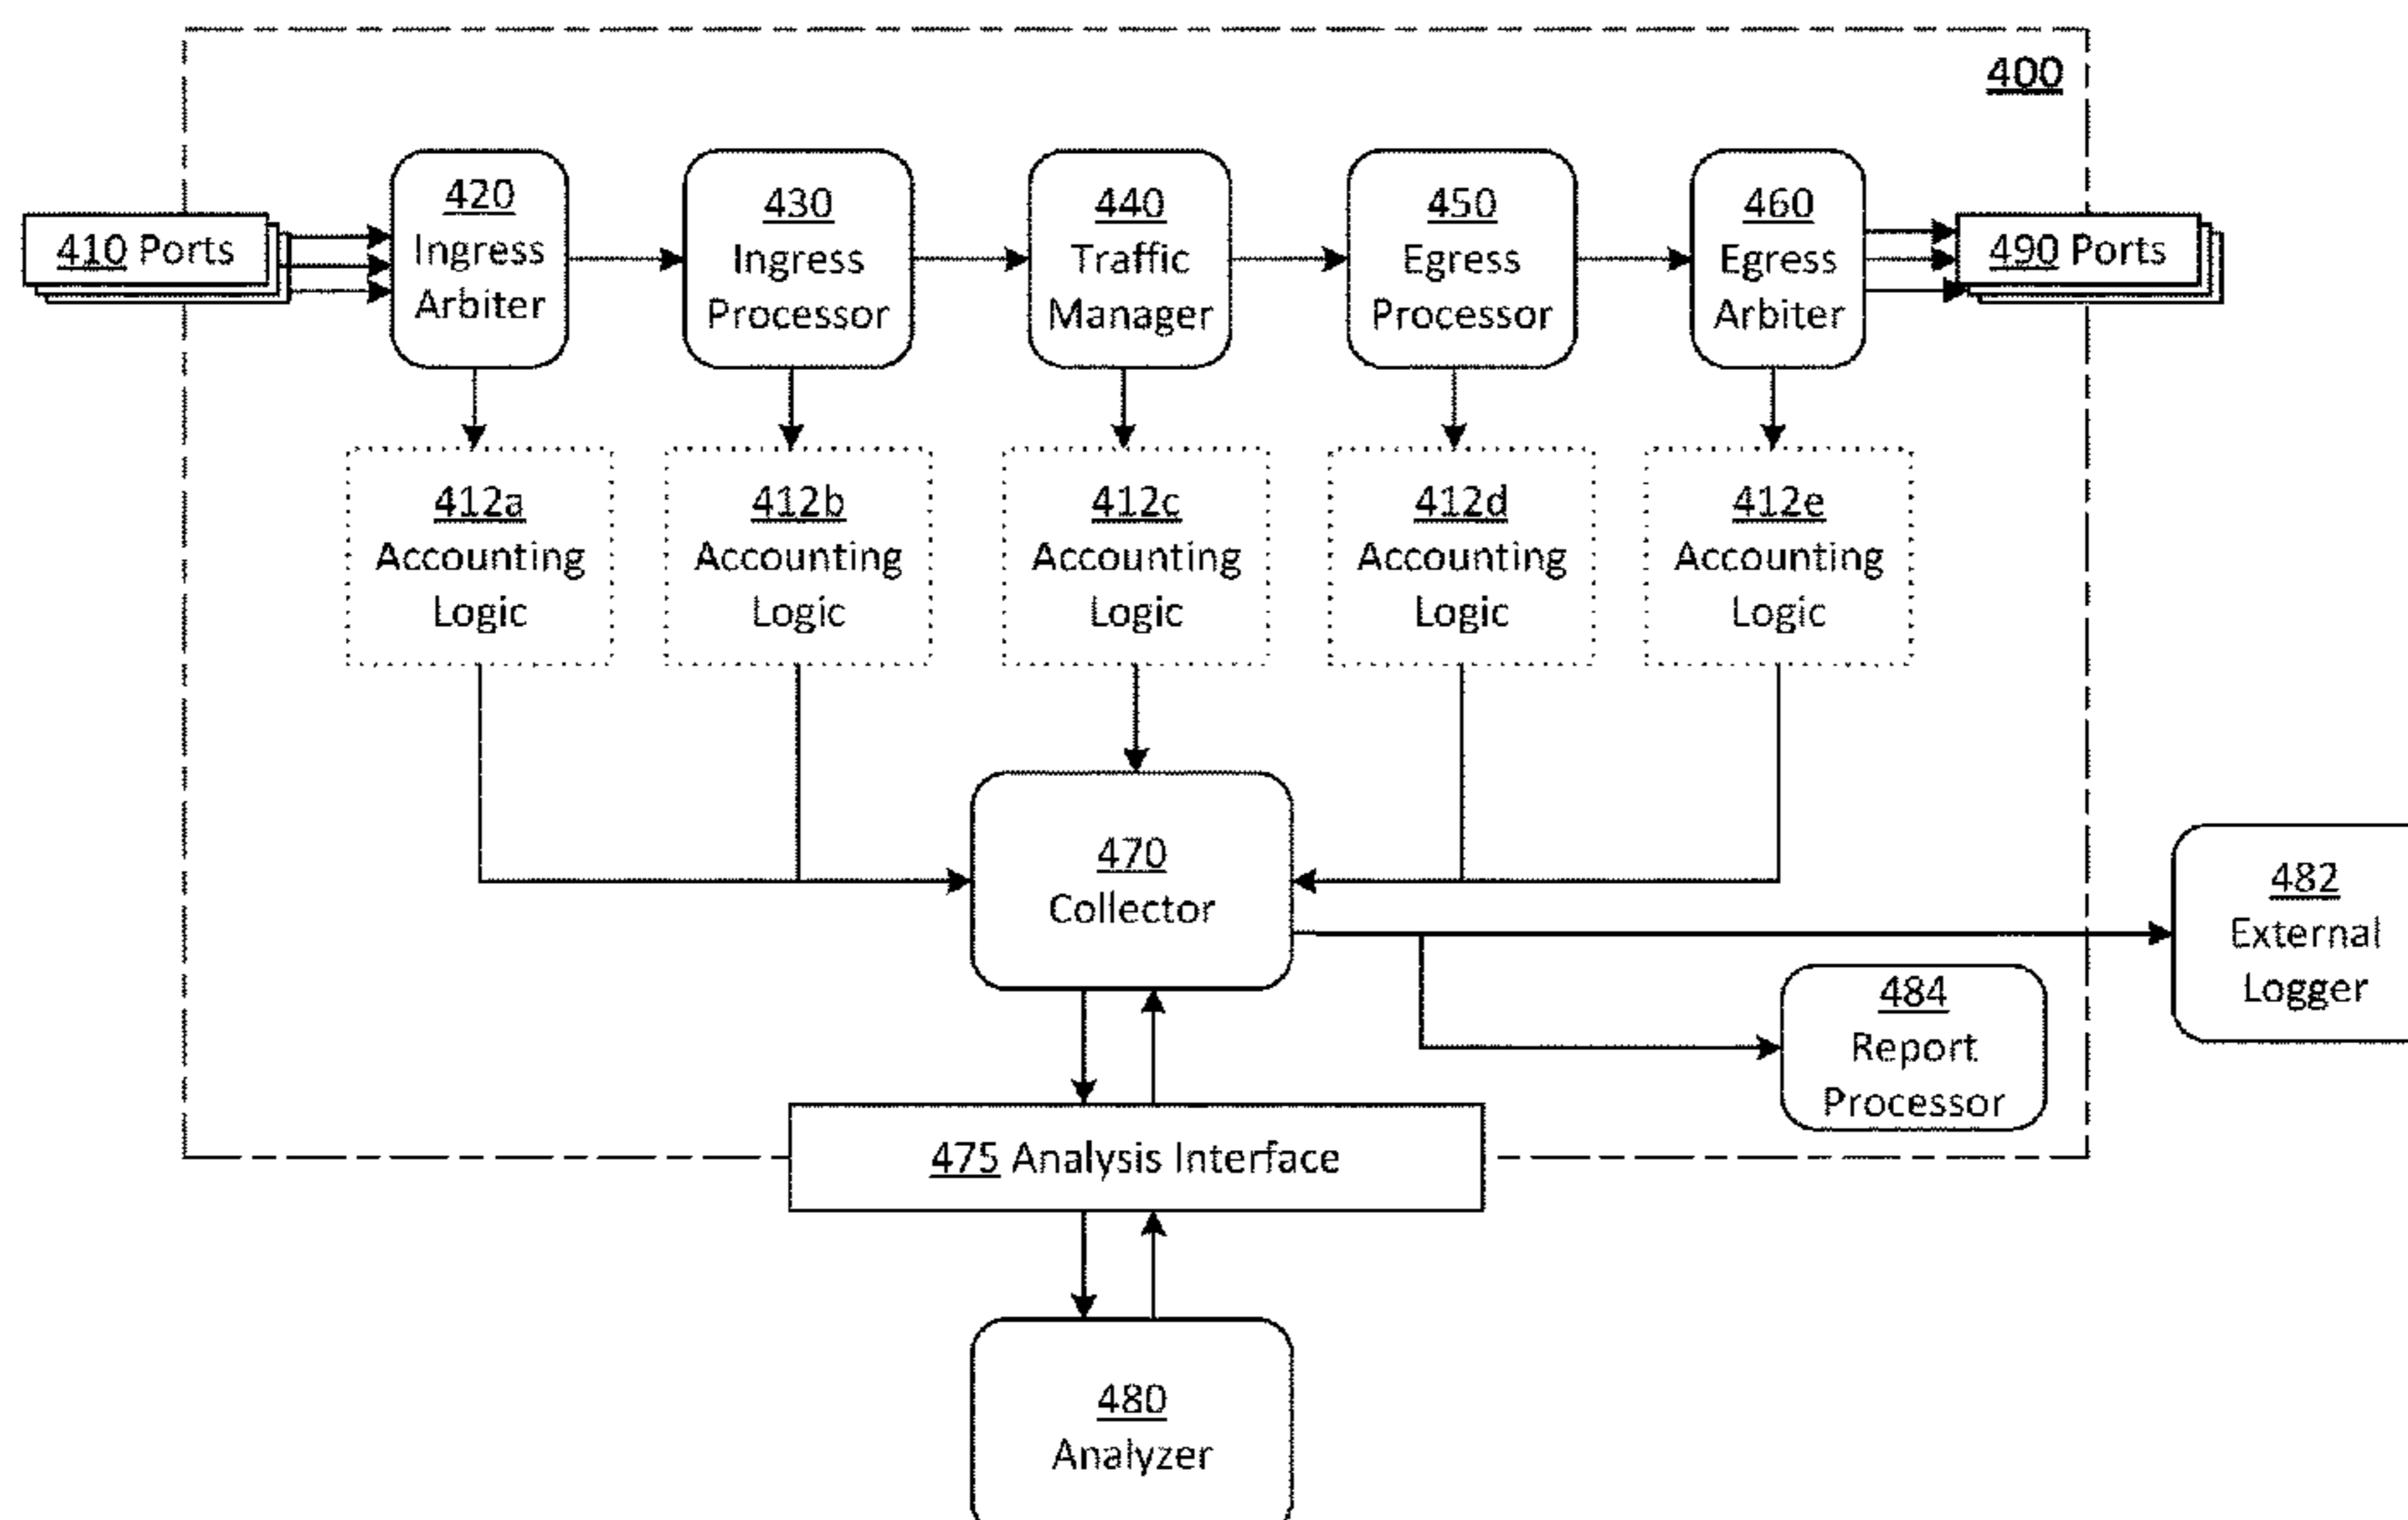 400
410 Ports
420
Ingress
Arbiter
430
Ingress
Processor
440
Traffic
Manager
450
Egress
Processor
460
Egress
Arbiter
490 Ports
412a
Accounting
Logic
412b
Accounting
Logic
412c
Accounting
Logic
412d
Accounting
Logic
412e
Accounting
Logic
470
Collector
482
External
Logger
484
Report
Processor
475 Analysis Interface
480
Analyzer